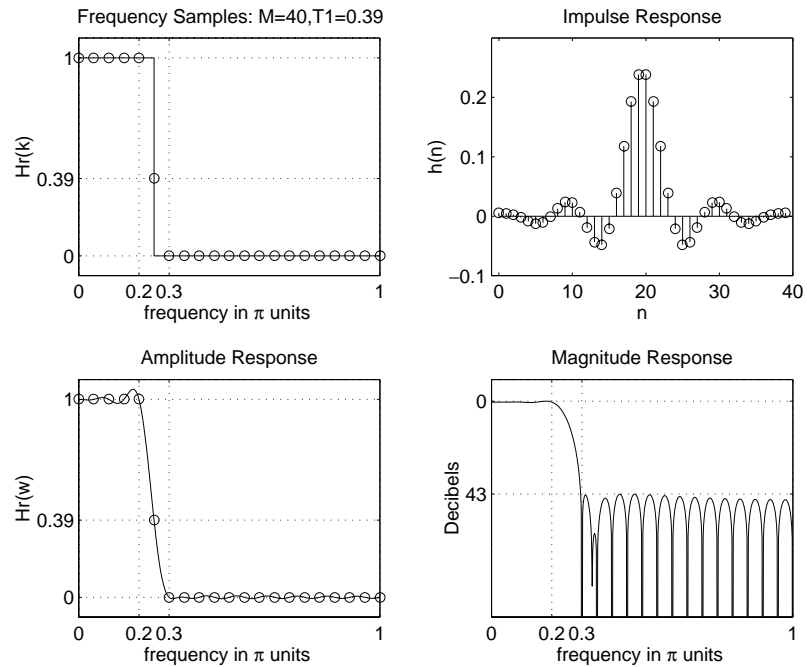 Frequency Samples: M=40,T1=0.39
Hr(k)
1
0.39
0
0 0.2 0.3 1
frequency in π units
Impulse Response
h(n)
0.2
0.1
0
−0.1
0 10 20 30 40
n
Amplitude Response
Hr(w)
1
0.39
0
0 0.2 0.3 1
frequency in π units
Magnitude Response
Decibels
0
43
0 0.2 0.3 1
frequency in π units